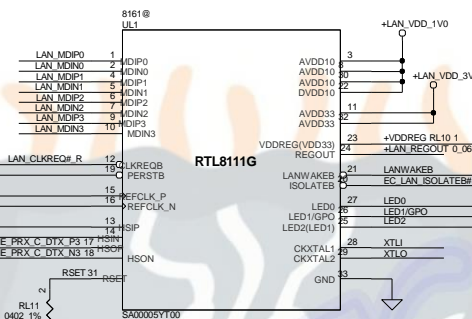 8161@
UL1
+LAN_VDD_1V0
LAN_MDIP0 1 MDIP0 AVDD10 3
LAN_MDIN0 2 MDIN0 AVDD10 8
LAN_MDIP1 4 MDIP1 AVDD10 30
LAN_MDIN1 5 MDIN1 DVDD10 22
+LAN_VDD_3V
LAN_MDIP2 6 MDIP2
LAN_MDIN2 7 MDIN2 AVDD33 11
LAN_MDIP3 9 MDIP3 AVDD33 32
LAN_MDIN3 10 MDIN3
VDDREG(VDD33) 23 +VDDREG RL10 1
REGOUT 24 +LAN_REGOUT 0_06
LAN_CLKREQ#_R 12 CLKREQB
RTL8111G
19 PERSTB LANWAKEB 21 LANWAKEB
ISOLATEB 20 EC_LAN_ISOLATEB#
15 REFCLK_P
16 REFCLK_N LED0 27 LED0
LED1/GPO 26 LED1/GPO
13 HSIP LED2(LED1) 25 LED2
14 HSIN
E_PRX_C_DTX_P3 17 HSOP CKXTAL1 28 XTLI
E_PRX_C_DTX_N3 18 HSON CKXTAL2 29 XTLO
RSET 31 RSET GND 33
2
RL11
0402_1%
SA00005YT00